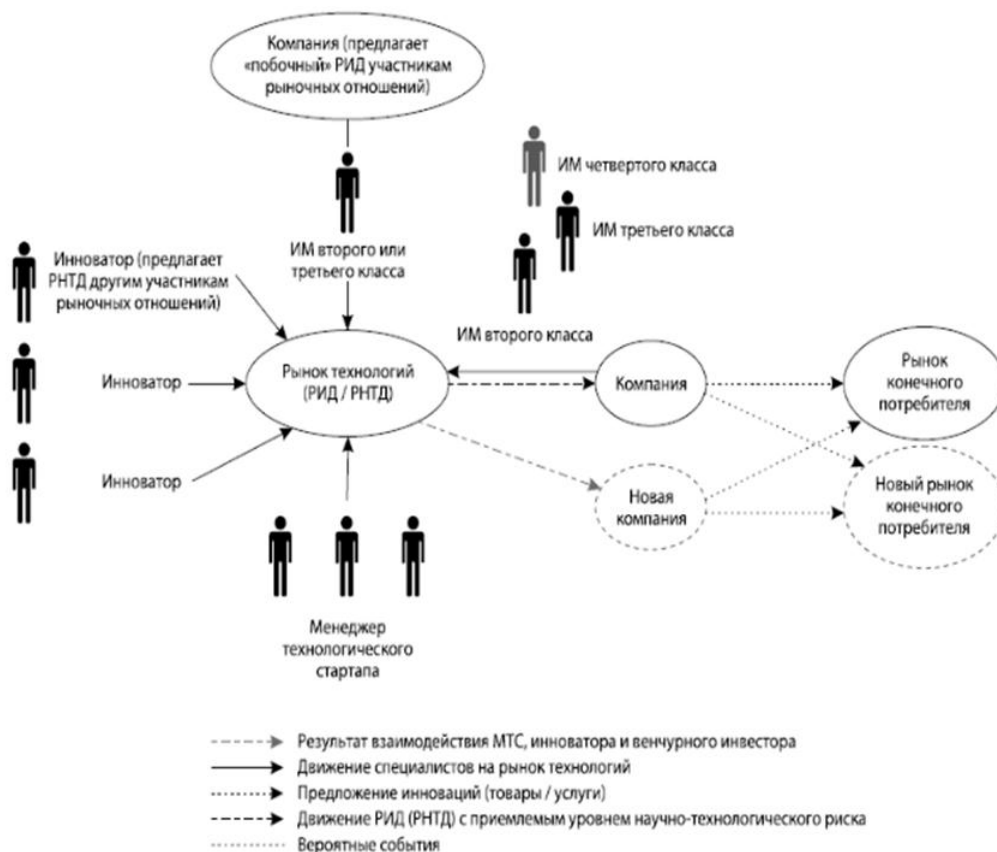 Компания (предлагает
«побочный» РИД участникам
рыночных отношений)
ИМ четвертого класса
ИМ третьего класса
ИМ второго или
третьего класса
Инноватор (предлагает
РНТД другим участникам
рыночных отношений)
ИМ второго класса
Инноватор
Рынок технологий
(РИД / РНТД)
Компания
Рынок
конечного
потребителя
Инноватор
Новая
компания
Новый рынок
конечного
потребителя
Менеджер
технологического
стартапа
Результат взаимодействия МТС, инноватора и венчурного инвестора
Движение специалистов на рынок технологий
Предложение инноваций (товары / услуги)
Движение РИД (РНТД) с приемлемым уровнем научно-технологического риска
Вероятные события